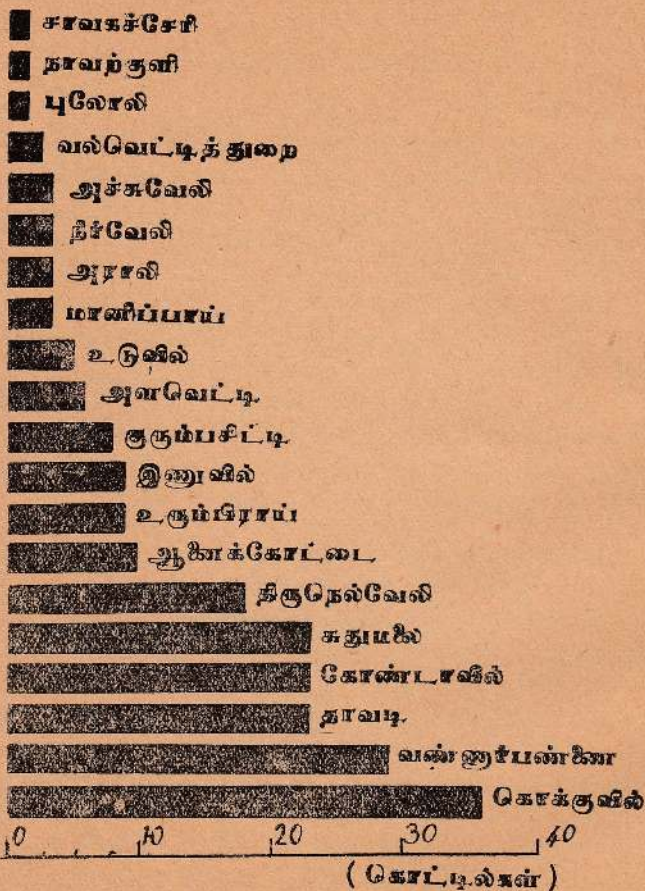 சாவகச்சேரி
நாவற்குளி
புலோலி
வல்வெட்டித்துறை
அச்சுவேலி
நீர்வேலி
அராலி
மானிப்பாய்
உடுவில்
அளவெட்டி
குரும்பசிட்டி
இணுவில்
உரும்பிராய்
ஆனைக்கோட்டை
திருநெல்வேலி
சுதுமலை
கோண்டாவில்
தாவடி
வண்ணார்பண்ணை
கொக்குவில்
0 10 20 30 40
(கொட்டில்கள்)